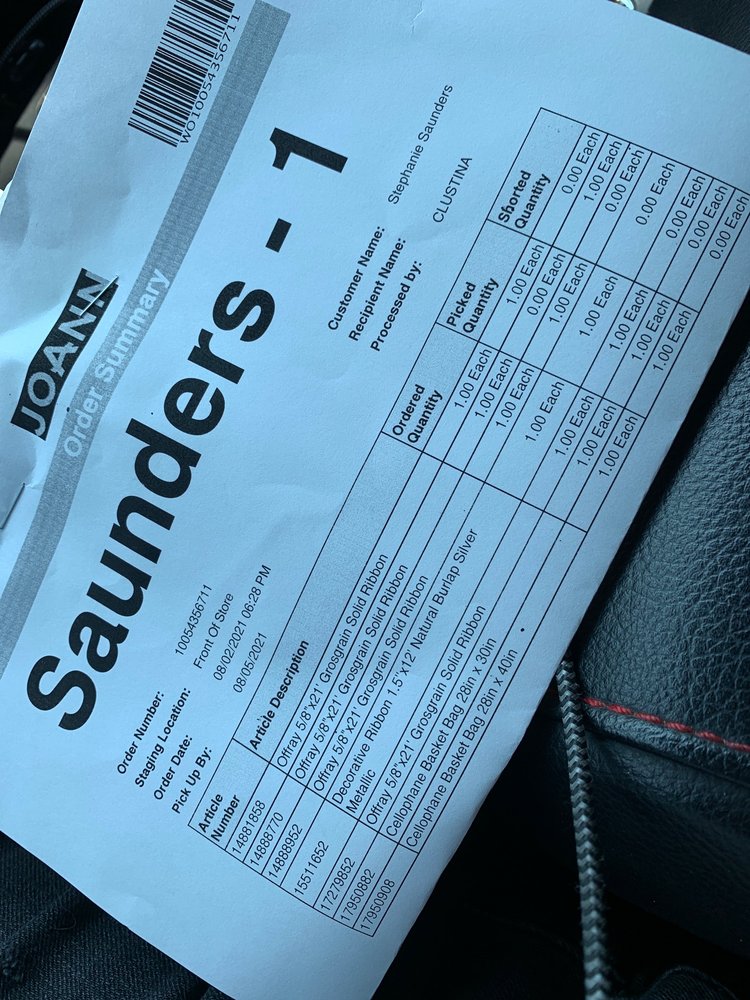 JOANN
WO10054356711
Order Summary
Saunders - 1
Order Number: 10054356711
Staging Location: Front Of Store
Order Date: 08/02/2021 06:28 PM
Pick Up By: 08/05/2021
Customer Name: Stephanie Saunders
Recipient Name:
Processed by: CLUSTINA
Article Number Article Description Ordered Quantity Picked Quantity Shorted Quantity
14881858 Offray 5/8"x21' Grosgrain Solid Ribbon 1.00 Each 1.00 Each 0.00 Each
14888770 Offray 5/8"x21' Grosgrain Solid Ribbon 1.00 Each 0.00 Each 1.00 Each
14888952 Offray 5/8"x21' Grosgrain Solid Ribbon 1.00 Each 1.00 Each 0.00 Each
15511652 Decorative Ribbon 1.5"x12' Natural Burlap Silver Metallic 1.00 Each 1.00 Each 0.00 Each
17279852 Offray 5/8"x21' Grosgrain Solid Ribbon 1.00 Each 1.00 Each 0.00 Each
17950882 Cellophane Basket Bag 28in x 30in 1.00 Each 1.00 Each 0.00 Each
17950908 Cellophane Basket Bag 28in x 40in 1.00 Each 1.00 Each 0.00 Each